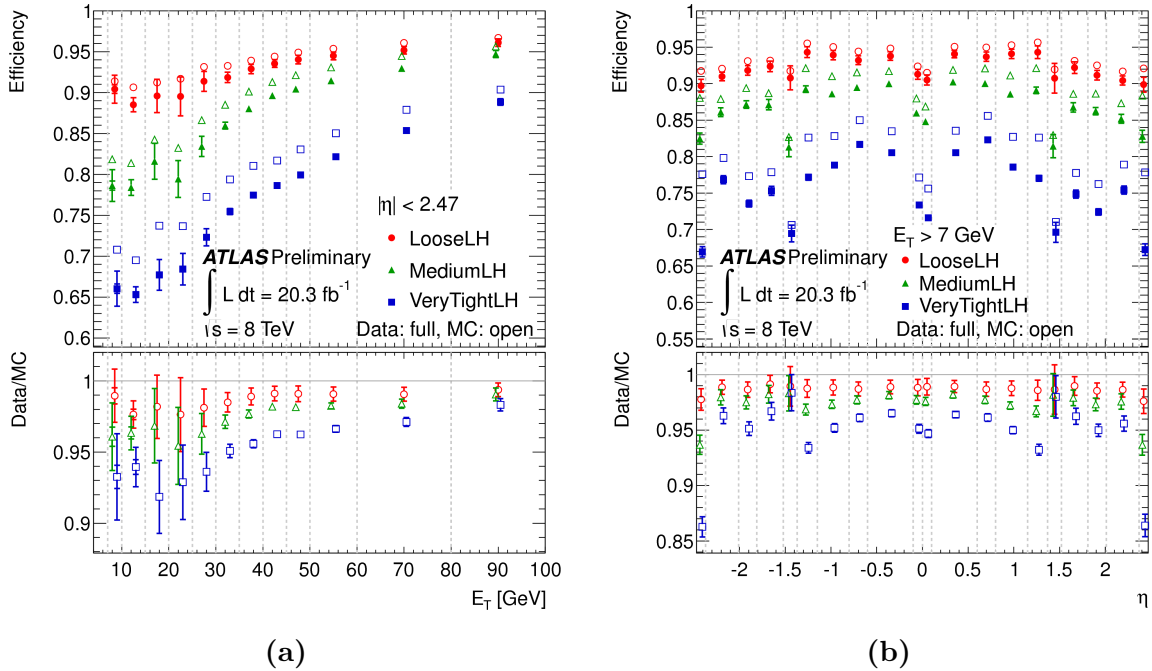 Efficiency
1
0.95
0.9
0.85
0.8
0.75
0.7
0.65
0.6
|η| < 2.47
LooseLH
MediumLH
VeryTightLH
ATLAS Preliminary
∫ L dt = 20.3 fb-1
√s = 8 TeV
Data: full, MC: open
Data/MC
1
0.95
0.9
10 20 30 40 50 60 70 80 90 100
ET [GeV]
(a)
Efficiency
1.1
1.05
1
0.95
0.9
0.85
0.8
0.75
0.7
0.65
0.6
0.55
ET > 7 GeV
LooseLH
MediumLH
VeryTightLH
ATLAS Preliminary
∫ L dt = 20.3 fb-1
√s = 8 TeV
Data: full, MC: open
Data/MC
1
0.95
0.9
0.85
-2 -1.5 -1 -0.5 0 0.5 1 1.5 2
η
(b)